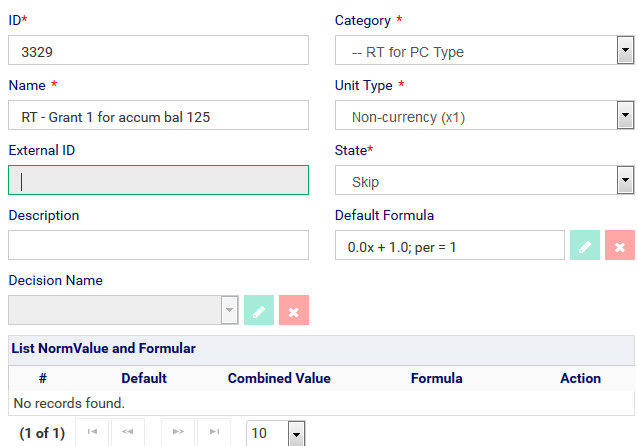 ID*
Category *
3329
-- RT for PC Type
Name *
Unit Type *
RT - Grant 1 for accum bal 125
Non-currency (x1)
External ID
State*
Skip
Description
Default Formula
0.0x + 1.0; per = 1
Decision Name
List NormValue and Formular
# Default Combined Value Formula Action
No records found.
(1 of 1) 10